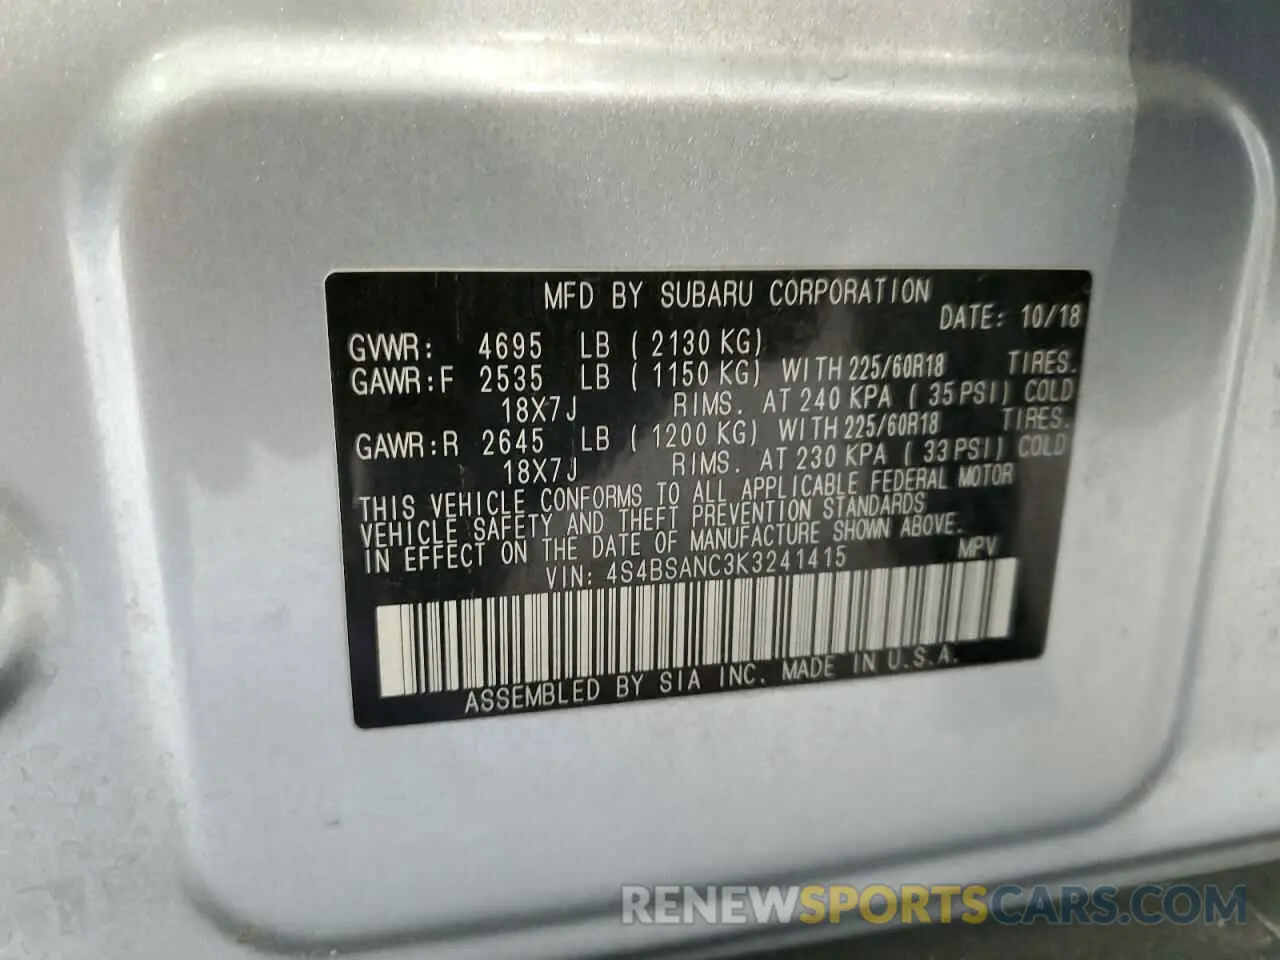 MFD BY SUBARU CORPORATION
DATE: 10/18
GVWR: 4695 LB ( 2130 KG)
GAWR:F 2535 LB ( 1150 KG) WITH 225/60R18 TIRES.
18X7J RIMS. AT 240 KPA ( 35 PSI) COLD
GAWR:R 2645 LB ( 1200 KG) WITH 225/60R18 TIRES.
18X7J RIMS. AT 230 KPA ( 33 PSI) COLD
THIS VEHICLE CONFORMS TO ALL APPLICABLE FEDERAL MOTOR
VEHICLE SAFETY AND THEFT PREVENTION STANDARDS
IN EFFECT ON THE DATE OF MANUFACTURE SHOWN ABOVE.
VIN: 4S4BSANC3K3241415 MPV
ASSEMBLED BY SIA INC. MADE IN U.S.A.
RENEWSPORTSCARS.COM